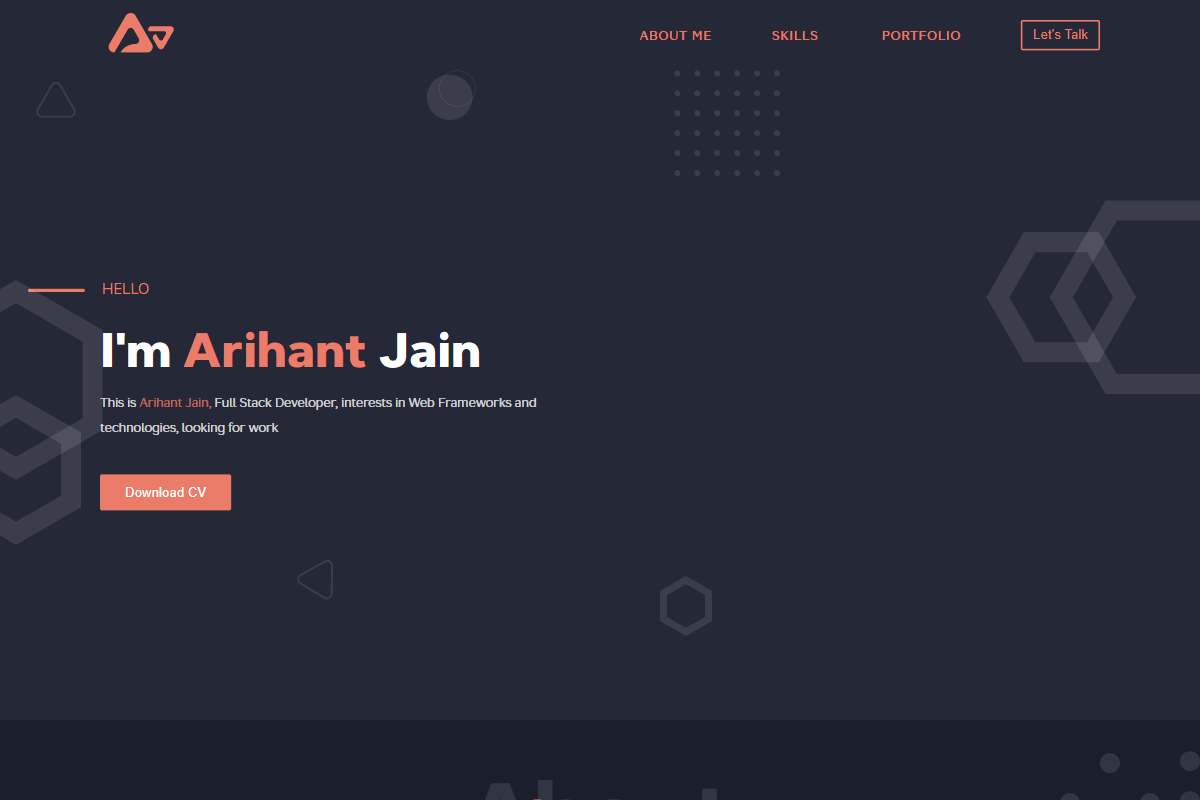 ABOUT ME
SKILLS
PORTFOLIO
Let's Talk
HELLO
I'm Arihant Jain
This is Arihant Jain, Full Stack Developer, interests in Web Frameworks and
technologies, looking for work
Download CV